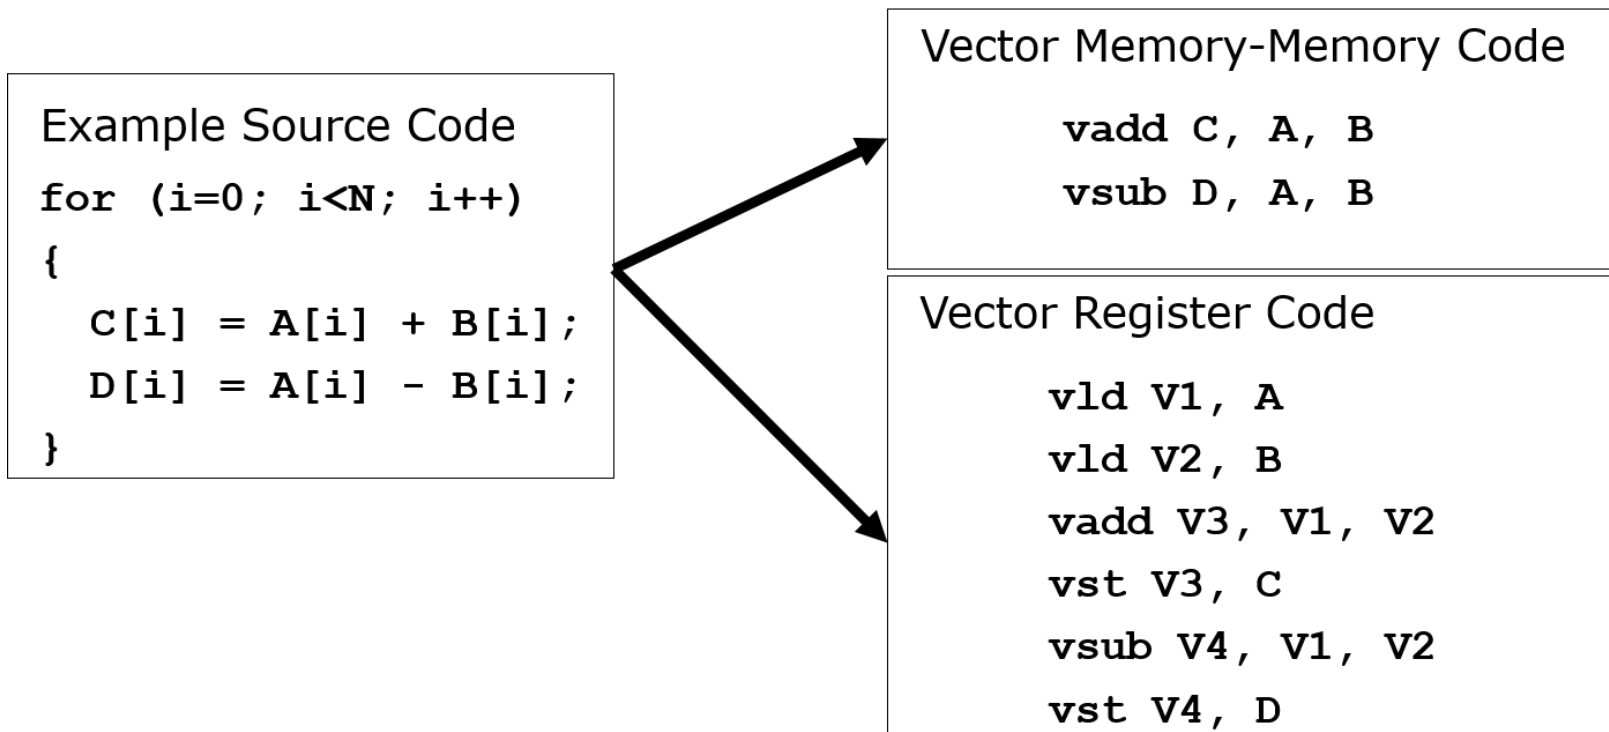 Example Source Code
for (i=0; i<N; i++)
{
C[i] = A[i] + B[i];
D[i] = A[i] - B[i];
}
Vector Memory-Memory Code
vadd C, A, B
vsub D, A, B
Vector Register Code
vld V1, A
vld V2, B
vadd V3, V1, V2
vst V3, C
vsub V4, V1, V2
vst V4, D